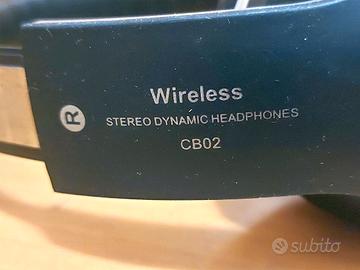 Wireless
R
STEREO DYNAMIC HEADPHONES
CB02
subito